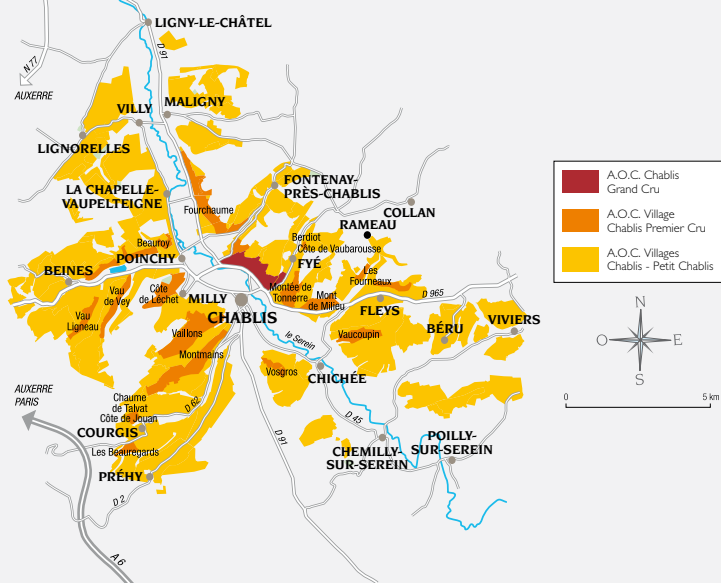 LIGNY-LE-CHÂTEL
D 91
N 77
AUXERRE
MALIGNY
VILLY
LIGNORELLES
LA CHAPELLE-
VAUPELTEIGNE
Fourchaume
FONTENAY-
PRÈS-CHABLIS
COLLAN
RAMEAU
Berdiot
Côte de Vaubarousse
Beauroy
POINCHY
FYÉ
BEINES
Les
Fourneaux
Vau
de Vey
Côte
de Léchet
MILLY
Montée de
Tonnerre
Mont
de Milieu
D 965
FLEYS
Vau
Ligneau
CHABLIS
VIVIERS
BÉRU
Vaillons
le Serein
Vaucoupin
Montmains
Vosgros
CHICHÉE
AUXERRE
PARIS
Chaume
de Talvat
Côte de Jouan
D 62
COURGIS
D 45
D 91
Les Beauregards
CHEMILLY-
SUR-SEREIN
POILLY-
SUR-SEREIN
PRÉHY
D 2
A 6
A.O.C. Chablis
Grand Cru
A.O.C. Village
Chablis Premier Cru
A.O.C. Villages
Chablis - Petit Chablis
N
O
E
S
0
5 km